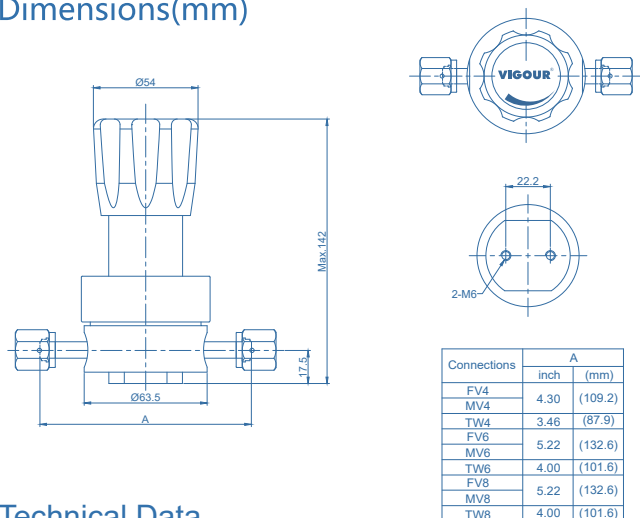 Dimensions(mm)
Ø54
VIGOUR®
Max.142
22.2
2-M6
17.5
Ø63.5
A
Connections A
inch (mm)
FV4 4.30 (109.2)
MV4
TW4 3.46 (87.9)
FV6 5.22 (132.6)
MV6
TW6 4.00 (101.6)
FV8 5.22 (132.6)
MV8
TW8 4.00 (101.6)
Technical Data